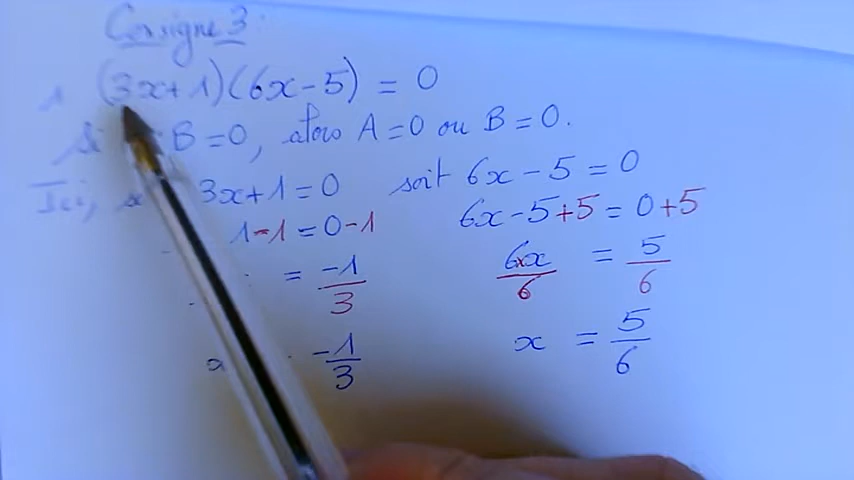 Consigne 3:
1 (3x+1)(6x-5) = 0
Si B = 0, alors A = 0 ou B = 0.
Ici, 3x+1 = 0 soit 6x - 5 = 0
1-1 = 0-1 6x-5+5 = 0+5
= -1/3 6x/6 = 5/6
x -1/3 x = 5/6